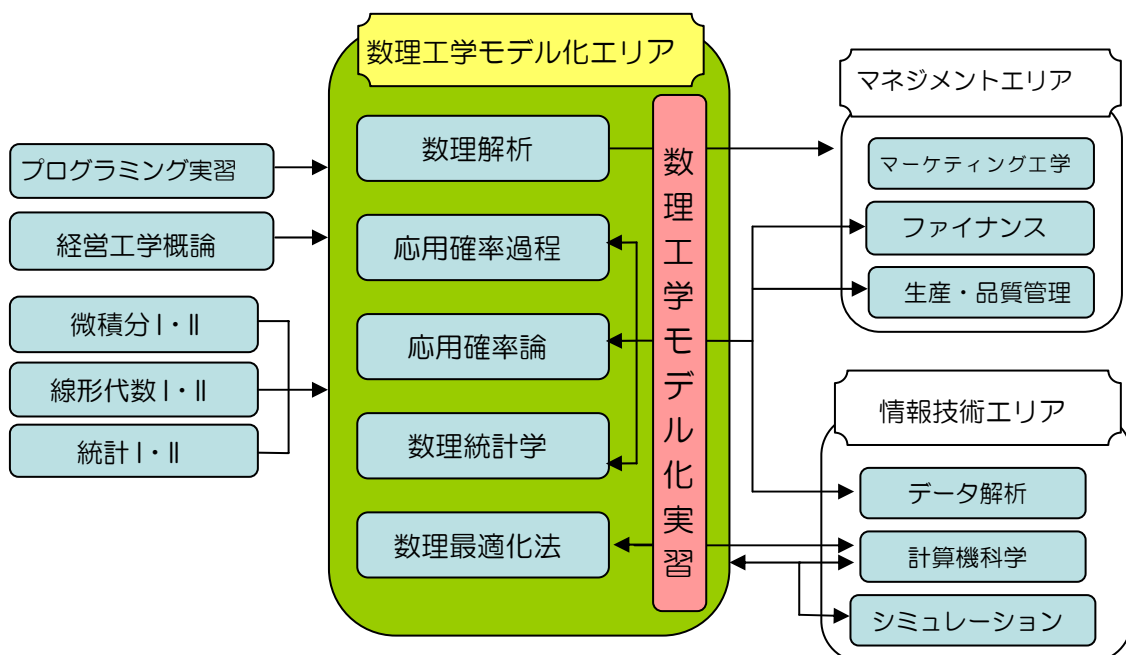 数理工学モデル化エリア
プログラミング実習
経営工学概論
微積分Ⅰ・Ⅱ
線形代数Ⅰ・Ⅱ
統計Ⅰ・Ⅱ
数理解析
応用確率過程
応用確率論
数理統計学
数理最適化法
数理工学モデル化実習
マネジメントエリア
マーケティング工学
ファイナンス
生産・品質管理
情報技術エリア
データ解析
計算機科学
シミュレーション